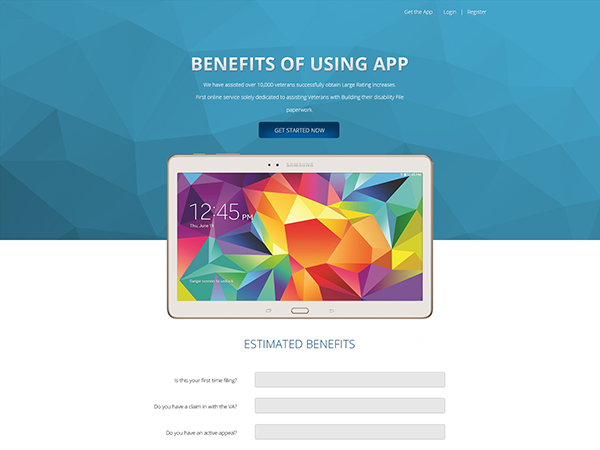 Get the App Login | Register
BENEFITS OF USING APP
We have assisted over 10,000 veterans successfully obtain Large Rating increases.
First online service solely dedicated to assisting Veterans with Building their disability File
paperwork.
GET STARTED NOW
SAMSUNG
12:45 PM
Thu, June 19
Swipe screen to unlock
ESTIMATED BENEFITS
Is this your first time filing?
Do you have a claim in with the VA?
Do you have an active appeal?